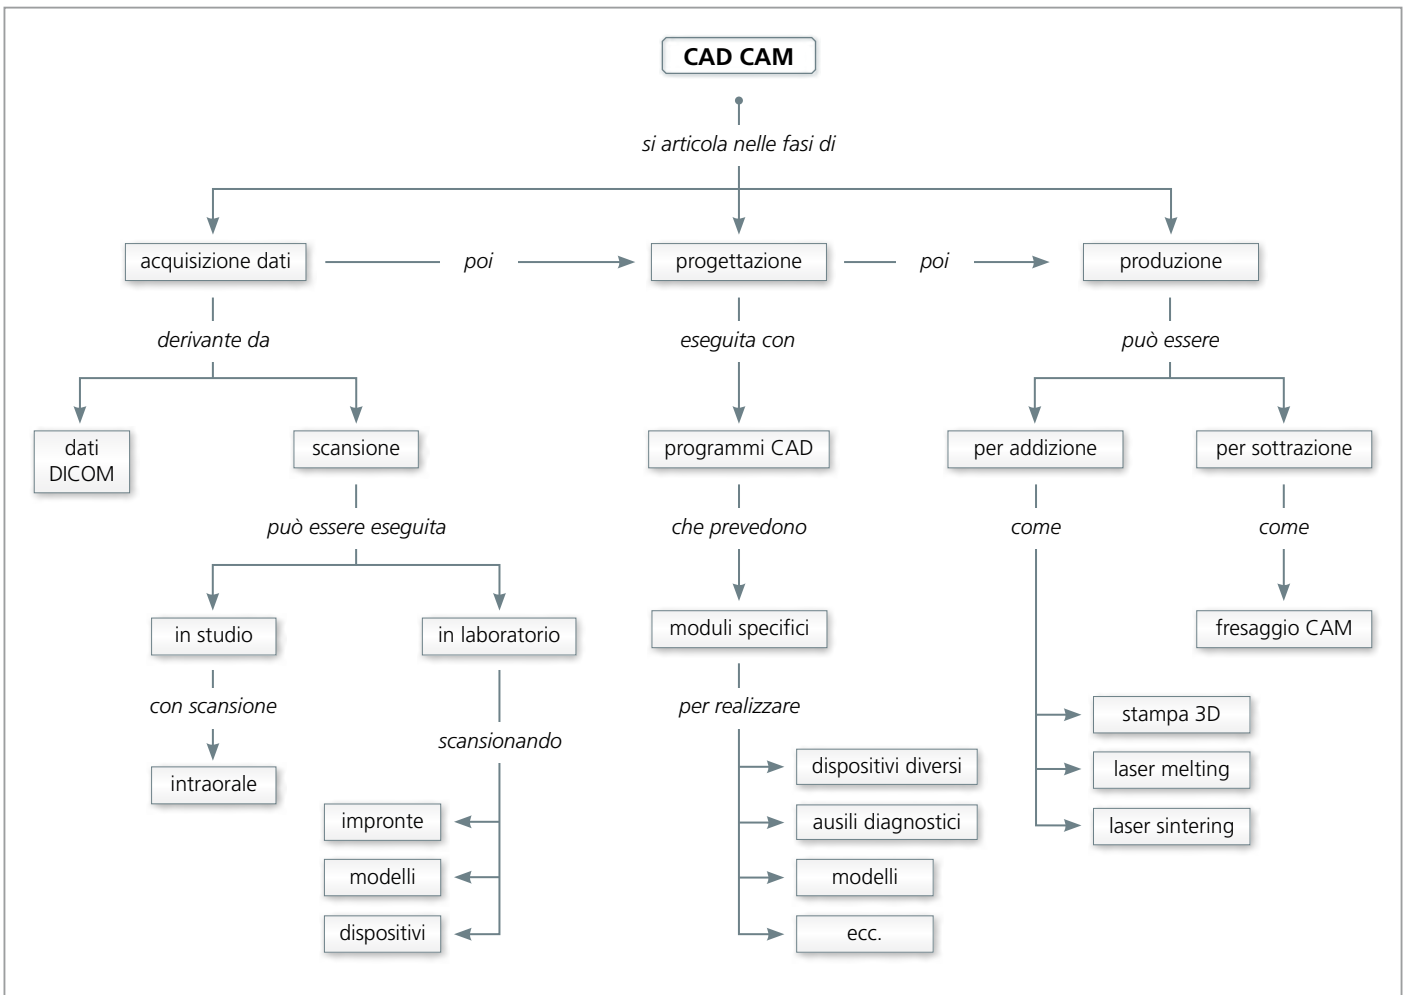 CAD CAM
si articola nelle fasi di
acquisizione dati
poi
progettazione
poi
produzione
derivante da
eseguita con
può essere
dati
DICOM
scansione
programmi CAD
per addizione
per sottrazione
può essere eseguita
che prevedono
come
come
in studio
in laboratorio
moduli specifici
fresaggio CAM
con scansione
scansionando
per realizzare
stampa 3D
intraorale
dispositivi diversi
laser melting
impronte
ausili diagnostici
laser sintering
modelli
modelli
dispositivi
ecc.